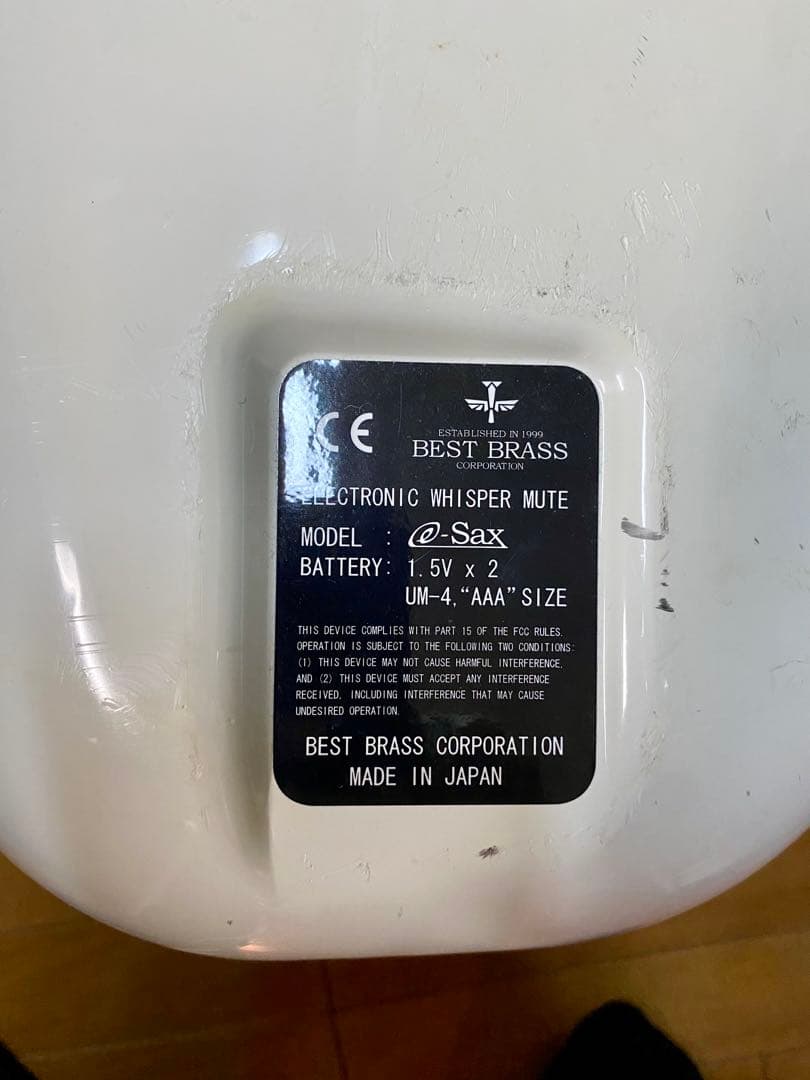 CE
ESTABLISHED IN 1999
BEST BRASS
CORPORATION
ELECTRONIC WHISPER MUTE
MODEL : e-Sax
BATTERY: 1.5V x 2
UM-4, “AAA” SIZE
THIS DEVICE COMPLIES WITH PART 15 OF THE FCC RULES.
OPERATION IS SUBJECT TO THE FOLLOWING TWO CONDITIONS:
(1) THIS DEVICE MAY NOT CAUSE HARMFUL INTERFERENCE,
AND (2) THIS DEVICE MUST ACCEPT ANY INTERFERENCE
RECEIVED, INCLUDING INTERFERENCE THAT MAY CAUSE
UNDESIRED OPERATION.
BEST BRASS CORPORATION
MADE IN JAPAN